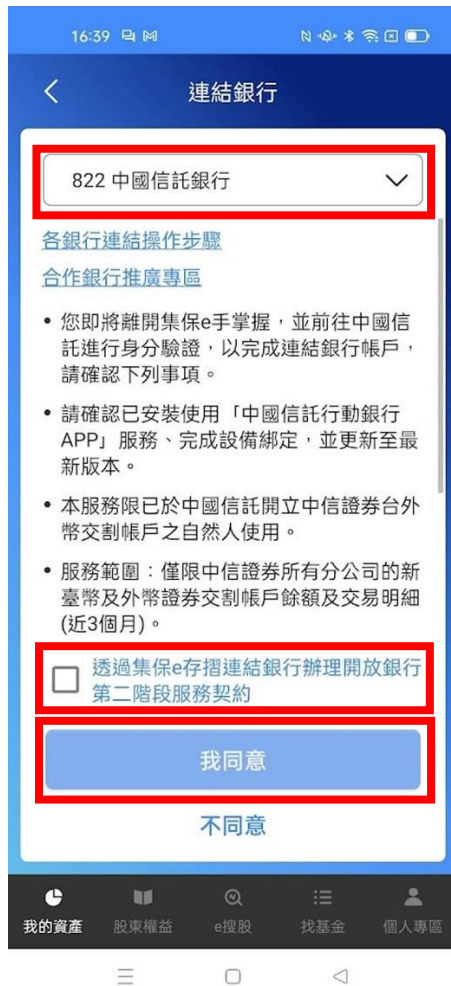 16:39
連結銀行
822 中國信託銀行
各銀行連結操作步驟
合作銀行推廣專區
• 您即將離開集保e手掌握，並前往中國信
託進行身分驗證，以完成連結銀行帳戶，
請確認下列事項。
• 請確認已安裝使用「中國信託行動銀行
APP」服務、完成設備綁定，並更新至最
新版本。
• 本服務限已於中國信託開立中信證券台外
幣交割帳戶之自然人使用。
• 服務範圍：僅限中信證券所有分公司的新
臺幣及外幣證券交割帳戶餘額及交易明細
(近3個月)。
透過集保e存摺連結銀行辦理開放銀行
第二階段服務契約
我同意
不同意
我的資產 股東權益 e搜股 找基金 個人專區